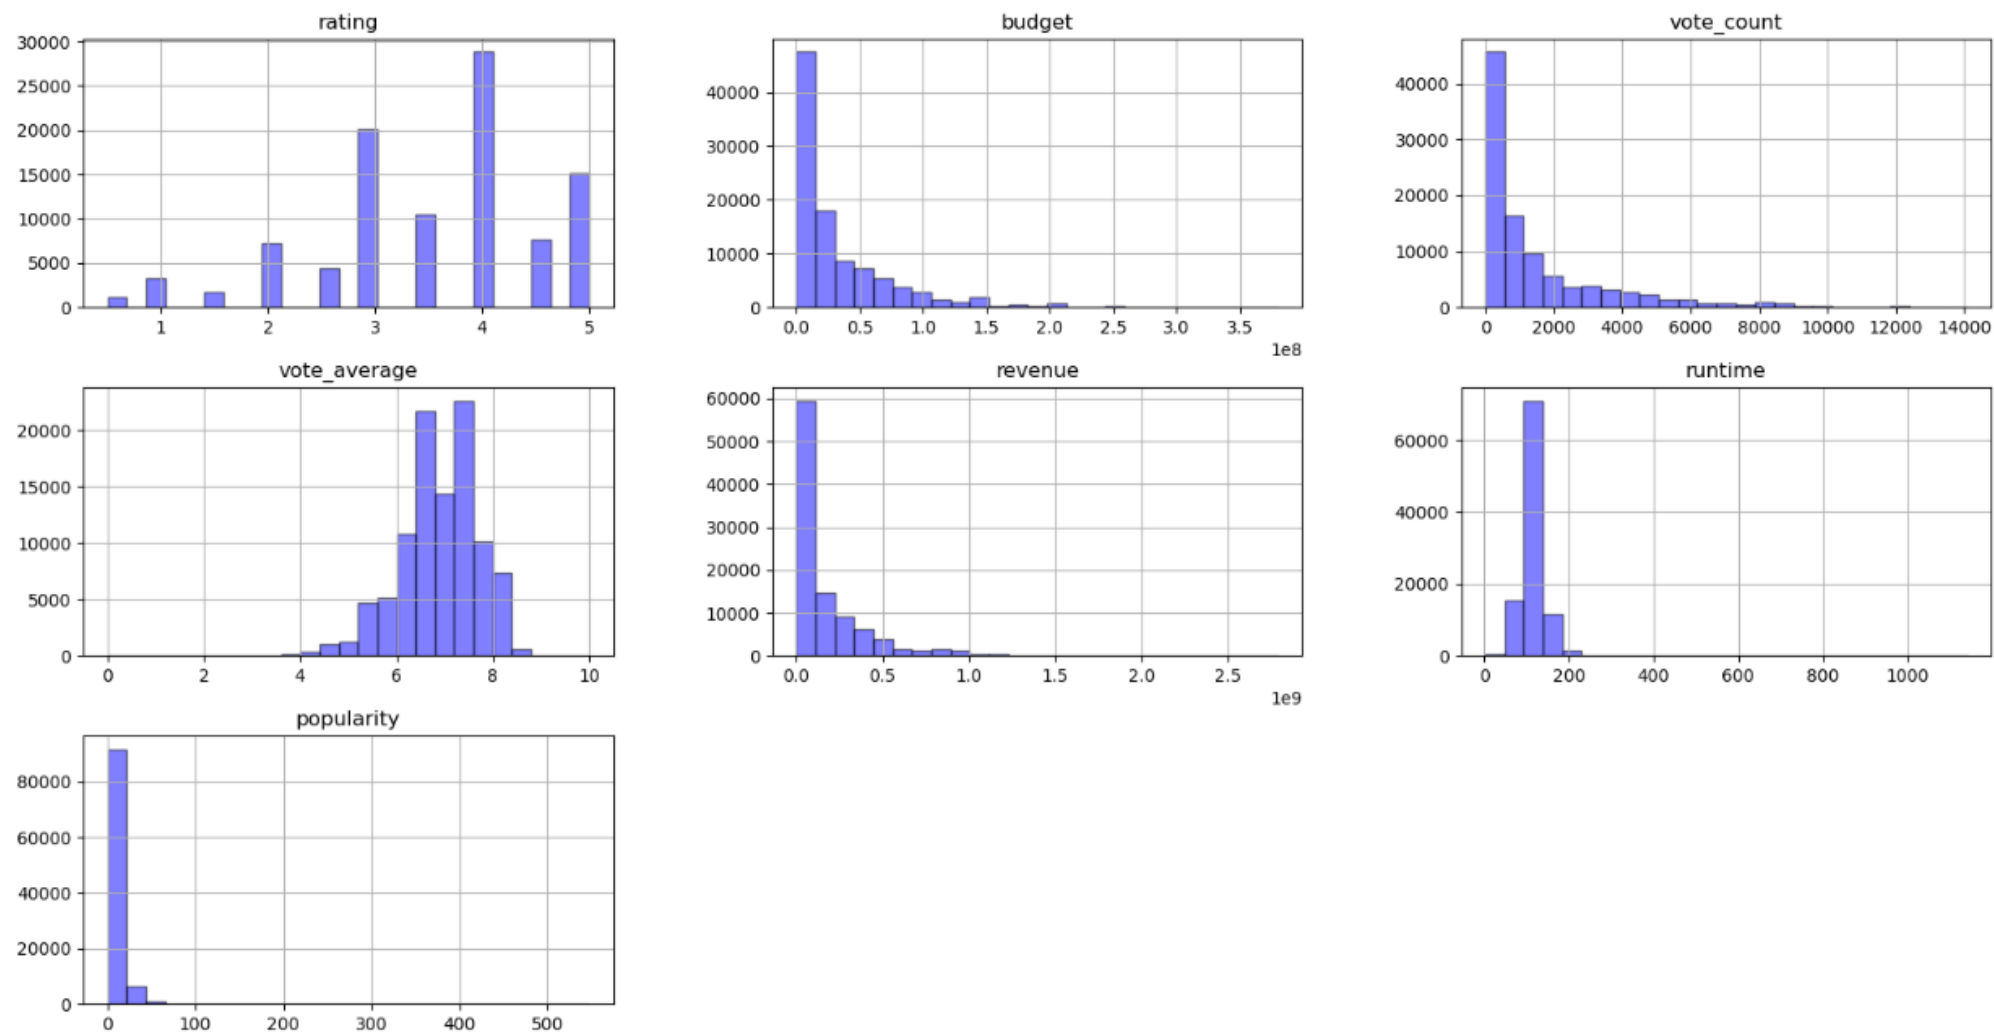 rating
30000
25000
20000
15000
10000
5000
0
1 2 3 4 5
budget
40000
30000
20000
10000
0
0.0 0.5 1.0 1.5 2.0 2.5 3.0 3.5
1e8
vote_count
40000
30000
20000
10000
0
0 2000 4000 6000 8000 10000 12000 14000
vote_average
20000
15000
10000
5000
0
0 2 4 6 8 10
revenue
60000
50000
40000
30000
20000
10000
0
0.0 0.5 1.0 1.5 2.0 2.5
1e9
runtime
60000
40000
20000
0
0 200 400 600 800 1000
popularity
80000
60000
40000
20000
0
0 100 200 300 400 500